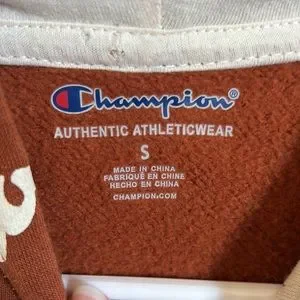 Champion®
AUTHENTIC ATHLETICWEAR
S
MADE IN CHINA
FABRIQUÉ EN CHINE
HECHO EN CHINA
CHAMPION.COM